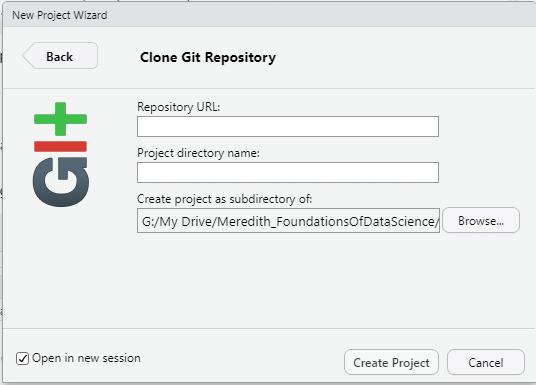 New Project Wizard
Back
Clone Git Repository
Repository URL:
Project directory name:
Create project as subdirectory of:
G:/My Drive/Meredith_FoundationsOfDataScience/
Browse...
Open in new session
Create Project
Cancel
GIt